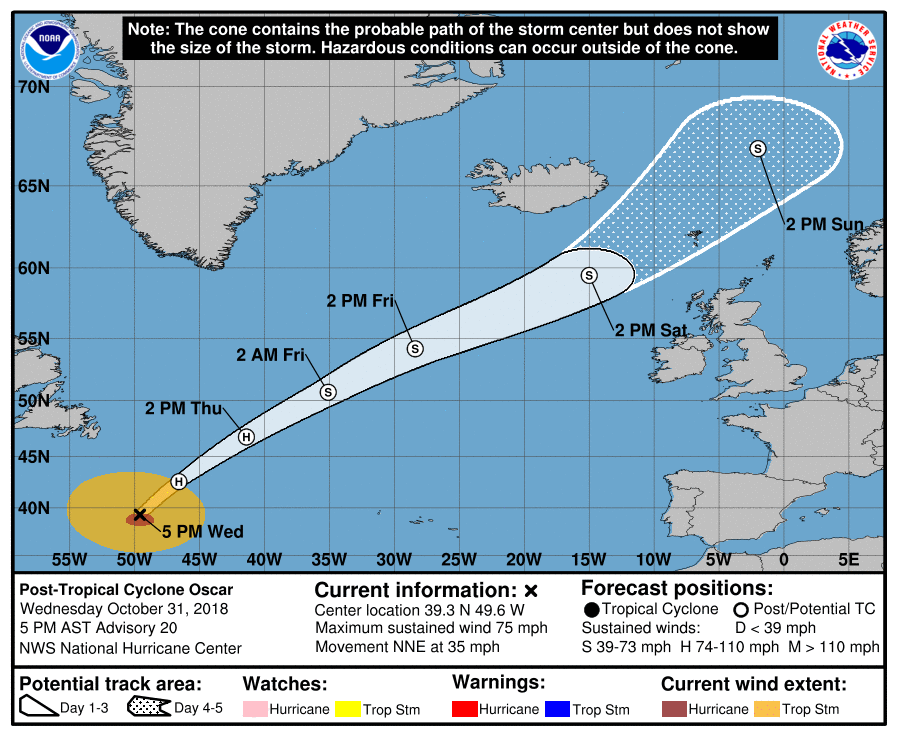 Note: The cone contains the probable path of the storm center but does not show
the size of the storm. Hazardous conditions can occur outside of the cone.
NOAA
NATIONAL WEATHER SERVICE
70N
65N
2 PM Sun
60N
2 PM Fri
2 PM Sat
55N
2 AM Fri
50N
2 PM Thu
45N
40N
5 PM Wed
55W 50W 45W 40W 35W 30W 25W 20W 15W 10W 5W 0 5E
S
S
S
S
H
H
Post-Tropical Cyclone Oscar
Wednesday October 31, 2018
5 PM AST Advisory 20
NWS National Hurricane Center
Current information: ×
Center location 39.3 N 49.6 W
Maximum sustained wind 75 mph
Movement NNE at 35 mph
Forecast positions:
Tropical Cyclone Post/Potential TC
Sustained winds: D < 39 mph
S 39-73 mph H 74-110 mph M > 110 mph
Potential track area:
Day 1-3 Day 4-5
Watches:
Hurricane Trop Stm
Warnings:
Hurricane Trop Stm
Current wind extent:
Hurricane Trop Stm